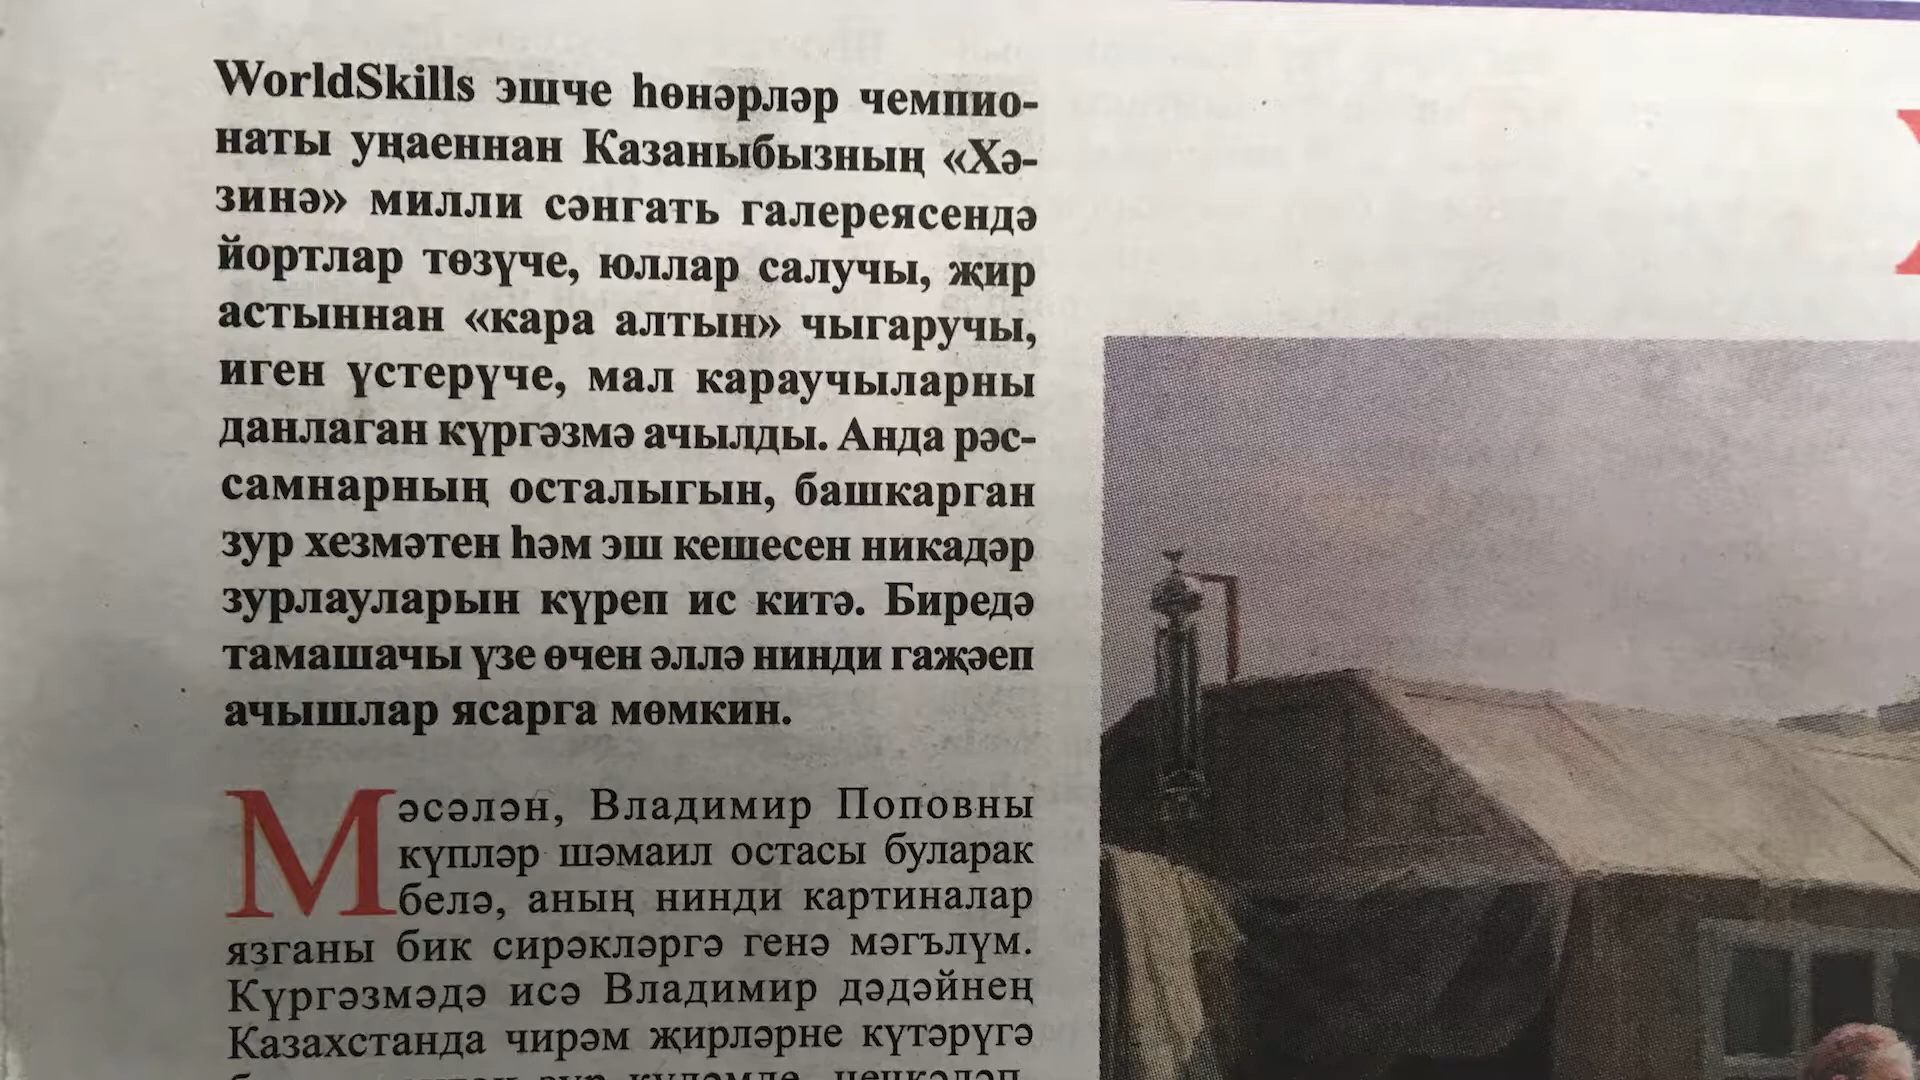 WorldSkills эшче һөнәрләр чемпио-
наты уңаеннан Казаныбызның «Хә-
зинә» милли сәнгать галереясендә
йортлар төзүче, юллар салучы, җир
астыннан «кара алтын» чыгаручы,
иген үстерүче, мал караучыларны
данлаган күргәзмә ачылды. Анда рәс-
самнарның осталыгын, башкарган
зур хезмәтен һәм эш кешесен никадәр
зурлауларын күреп ис китә. Биредә
тамашачы үзе өчен әллә нинди гаҗәеп
ачышлар ясарга мөмкин.
Мәсәлән, Владимир Поповны
күпләр шәмаил остасы буларак
белә, аның нинди картиналар
язганы бик сирәкләргә генә мәгълүм.
Күргәзмәдә исә Владимир дәдәйнең
Казахстанда чирәм җирләрне күтәрүгә